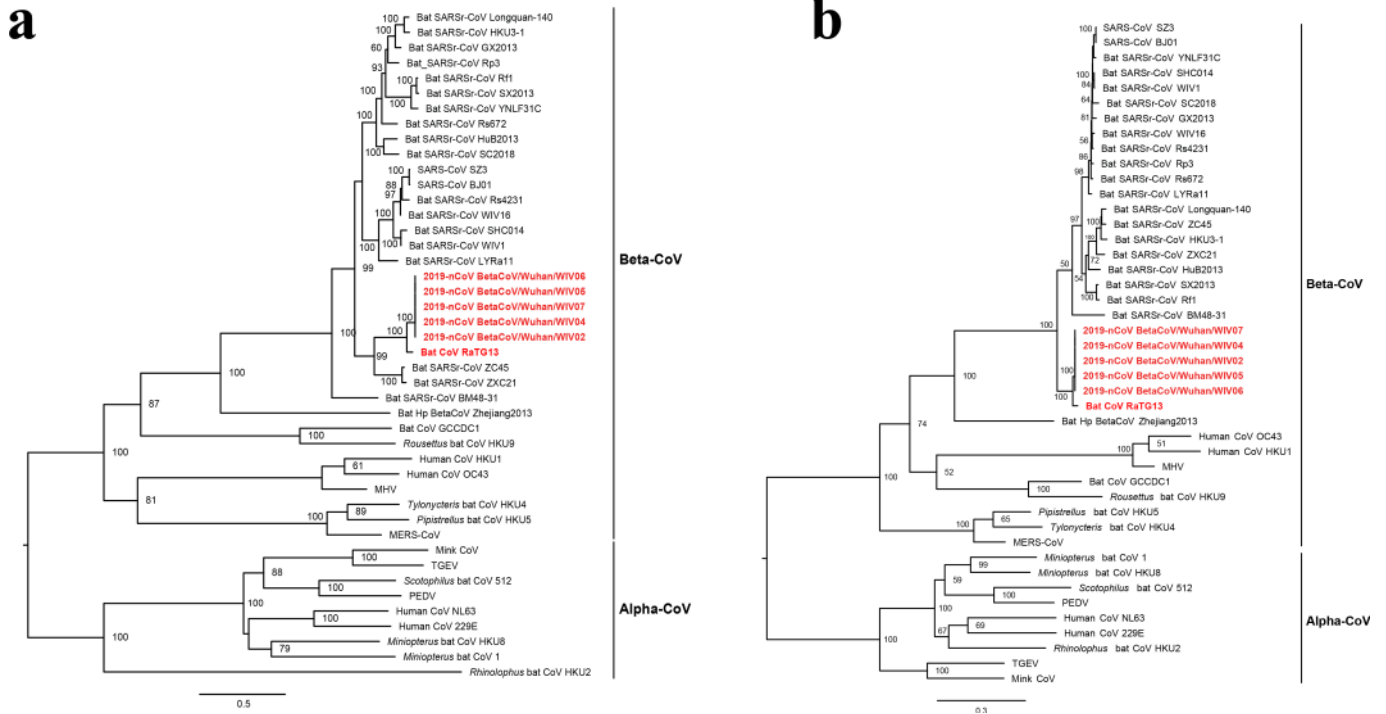 a
Bat SARSr-CoV Longquan-140
100
Bat SARSr-CoV HKU3-1
100
60
Bat SARSr-CoV GX2013
Bat_SARSr-CoV Rp3
93
Bat SARSr-CoV Rf1
100
Bat SARSr-CoV SX2013
100
Bat SARSr-CoV YNLF31C
100
Bat SARSr-CoV Rs672
Bat SARSr-CoV HuB2013
100
Bat SARSr-CoV SC2018
100
SARS-CoV SZ3
88
SARS-CoV BJ01
97
Bat SARSr-CoV Rs4231
100
Bat SARSr-CoV WIV16
Bat SARSr-CoV SHC014
100
100
Bat SARSr-CoV WIV1
Bat SARSr-CoV LYRa11
99
2019-nCoV BetaCoV/Wuhan/WIV06
2019-nCoV BetaCoV/Wuhan/WIV05
2019-nCoV BetaCoV/Wuhan/WIV07
100
2019-nCoV BetaCoV/Wuhan/WIV04
100
100
2019-nCoV BetaCoV/Wuhan/WIV02
Bat CoV RaTG13
99
Bat SARSr-CoV ZC45
100
Bat SARSr-CoV ZXC21
100
Bat SARSr-CoV BM48-31
87
Bat Hp BetaCoV Zhejiang2013
Bat CoV GCCDC1
100
Rousettus bat CoV HKU9
100
Human CoV HKU1
61
Human CoV OC43
MHV
81
Tylonycteris bat CoV HKU4
89
100
Pipistrellus bat CoV HKU5
MERS-CoV
Mink CoV
100
TGEV
88
Scotophilus bat CoV 512
100
PEDV
100
Human CoV NL63
100
Human CoV 229E
100
Miniopterus bat CoV HKU8
79
Miniopterus bat CoV 1
Rhinolophus bat CoV HKU2
0.5
Beta-CoV
Alpha-CoV
b
SARS-CoV SZ3
100
SARS-CoV BJ01
Bat SARSr-CoV YNLF31C
100
Bat SARSr-CoV SHC014
84
Bat SARSr-CoV WIV1
64
Bat SARSr-CoV SC2018
81
Bat SARSr-CoV GX2013
Bat SARSr-CoV WIV16
56
Bat SARSr-CoV Rs4231
Bat SARSr-CoV Rp3
98
Bat SARSr-CoV Rs672
Bat SARSr-CoV LYRa11
Bat SARSr-CoV Longquan-140
97
100
Bat SARSr-CoV ZC45
Bat SARSr-CoV HKU3-1
Bat SARSr-CoV ZXC21
50
72
Bat SARSr-CoV HuB2013
54
Bat SARSr-CoV SX2013
100
Bat SARSr-CoV Rf1
Bat SARSr-CoV BM48-31
100
2019-nCoV BetaCoV/Wuhan/WIV07
2019-nCoV BetaCoV/Wuhan/WIV04
2019-nCoV BetaCoV/Wuhan/WIV02
100
100
2019-nCoV BetaCoV/Wuhan/WIV05
100
2019-nCoV BetaCoV/Wuhan/WIV06
Bat CoV RaTG13
74
Bat Hp BetaCoV Zhejiang2013
Human CoV OC43
51
100
Human CoV HKU1
MHV
52
Bat CoV GCCDC1
100
100
Rousettus bat CoV HKU9
Pipistrellus bat CoV HKU5
65
100
Tylonycteris bat CoV HKU4
MERS-CoV
Miniopterus bat CoV 1
99
Miniopterus bat CoV HKU8
59
Scotophilus bat CoV 512
100
PEDV
100
Human CoV NL63
69
67
Human CoV 229E
100
Rhinolophus bat CoV HKU2
TGEV
100
Mink CoV
0.3
Beta-CoV
Alpha-CoV